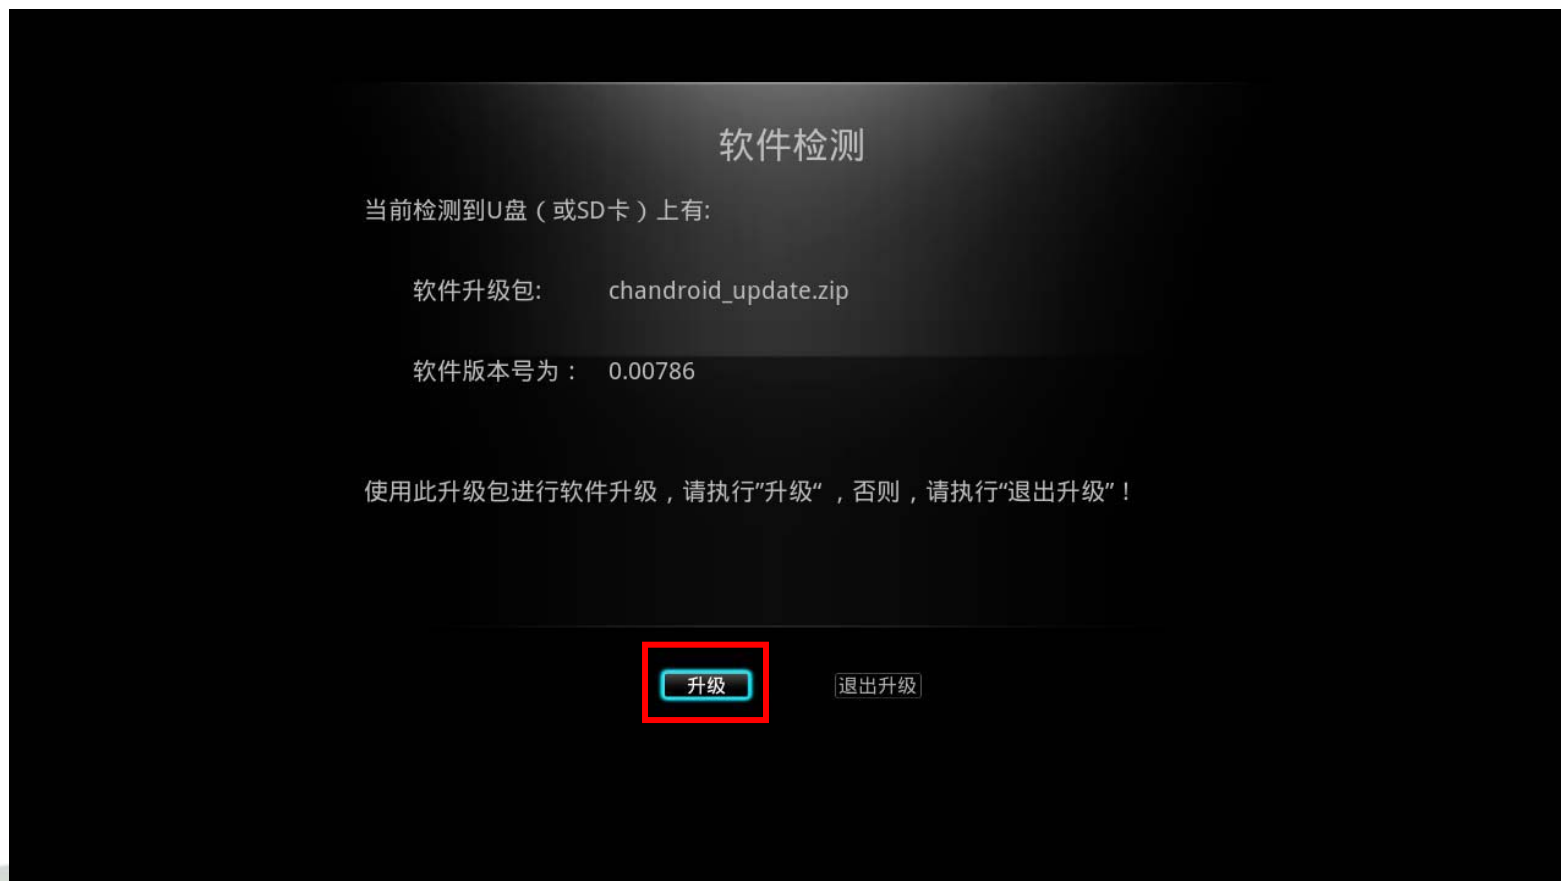 软件检测
当前检测到U盘（或SD卡）上有:
软件升级包: chandroid_update.zip
软件版本号为： 0.00786
使用此升级包进行软件升级，请执行”升级“ ，否则，请执行“退出升级”！
升级 退出升级